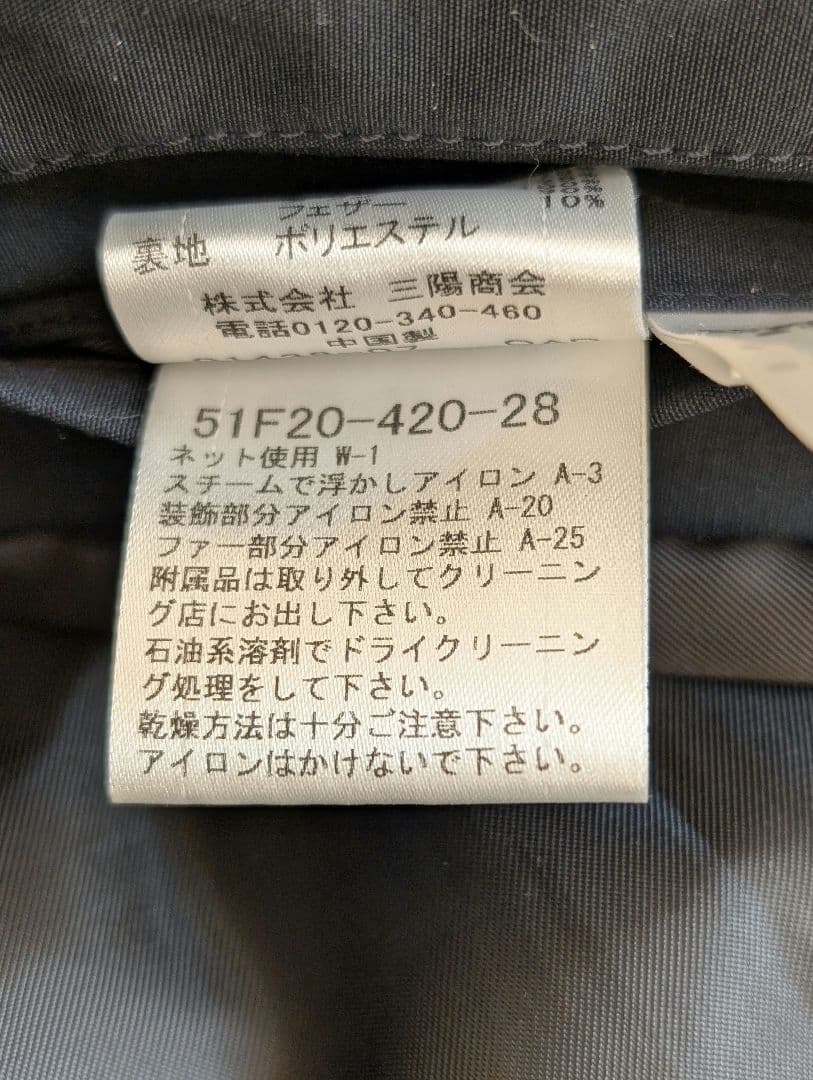 フェザー 10%
裏地 ポリエステル
株式会社 三陽商会
電話0120-340-460
中国製
51F20-420-28
ネット使用 W-1
スチームで浮かしアイロン A-3
装飾部分アイロン禁止 A-20
ファー部分アイロン禁止 A-25
附属品は取り外してクリーニン
グ店にお出し下さい。
石油系溶剤でドライクリーニン
グ処理をして下さい。
乾燥方法は十分ご注意下さい。
アイロンはかけないで下さい。